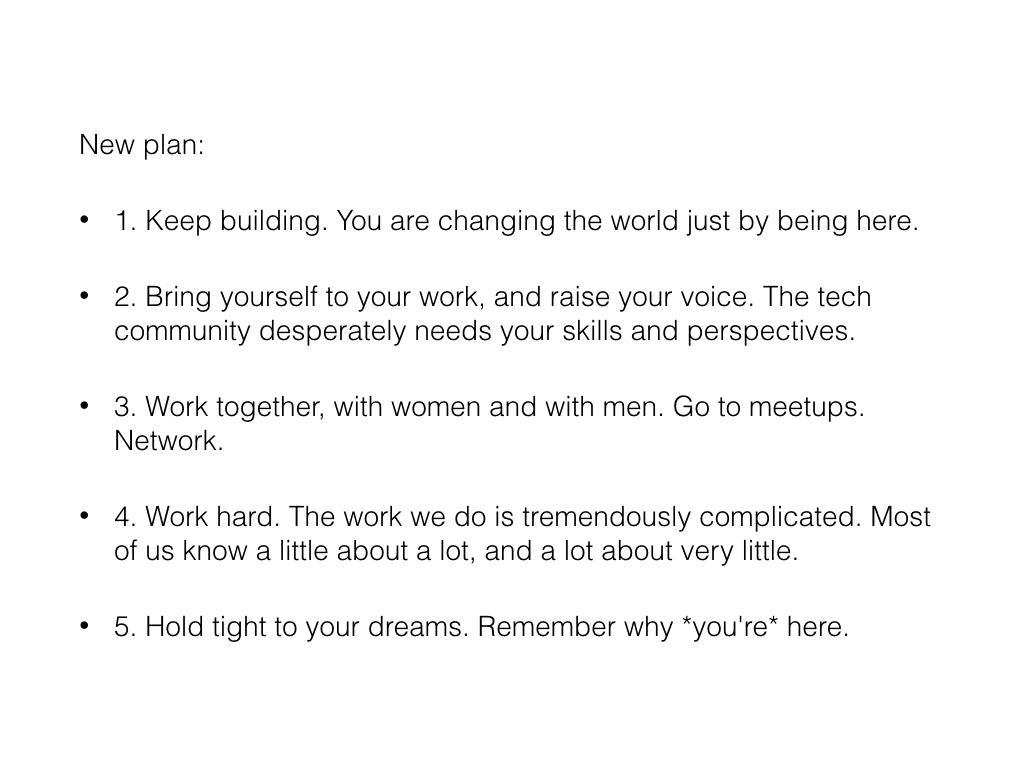 New plan:
• 1. Keep building. You are changing the world just by being here.
• 2. Bring yourself to your work, and raise your voice. The tech
community desperately needs your skills and perspectives.
• 3. Work together, with women and with men. Go to meetups.
Network.
• 4. Work hard. The work we do is tremendously complicated. Most
of us know a little about a lot, and a lot about very little.
• 5. Hold tight to your dreams. Remember why *you're* here.